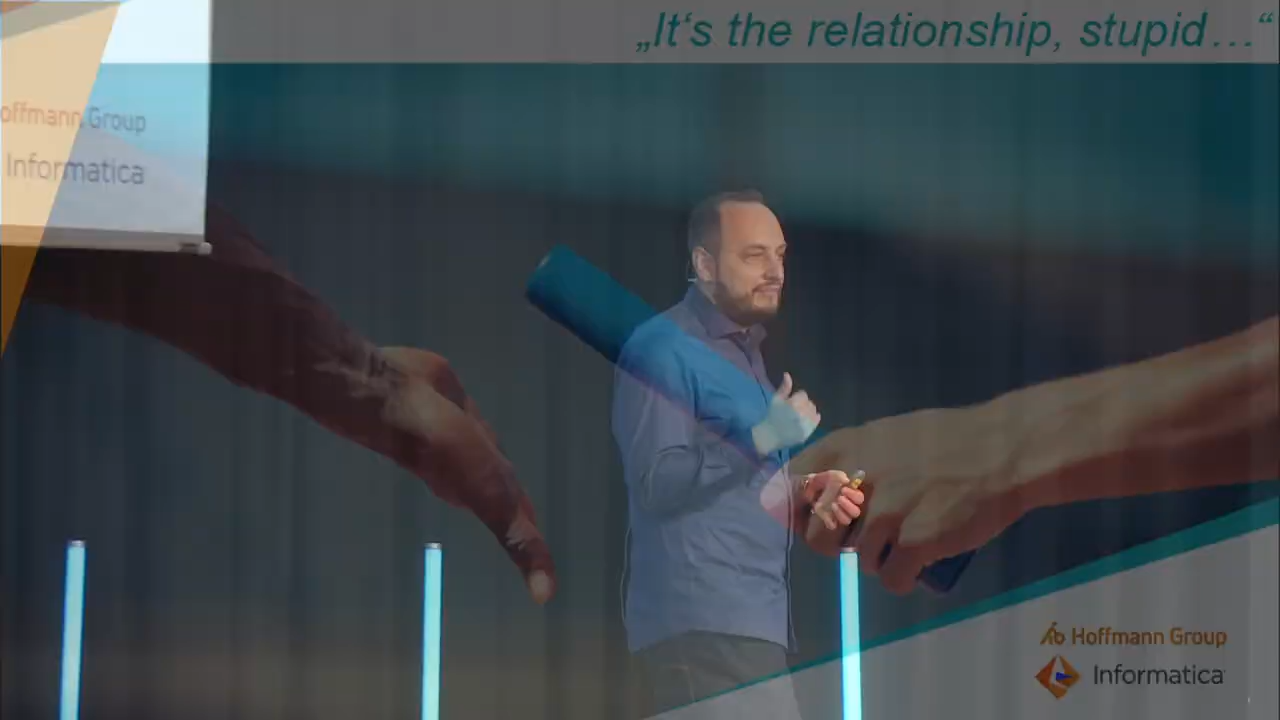 „It‘s the relationship, stupid…“
offmann Group
Informatica
Hoffmann Group
Informatica